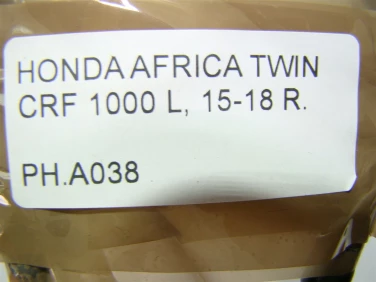 HONDA AFRICA TWIN
CRF 1000 L, 15-18 R.
PH.A038